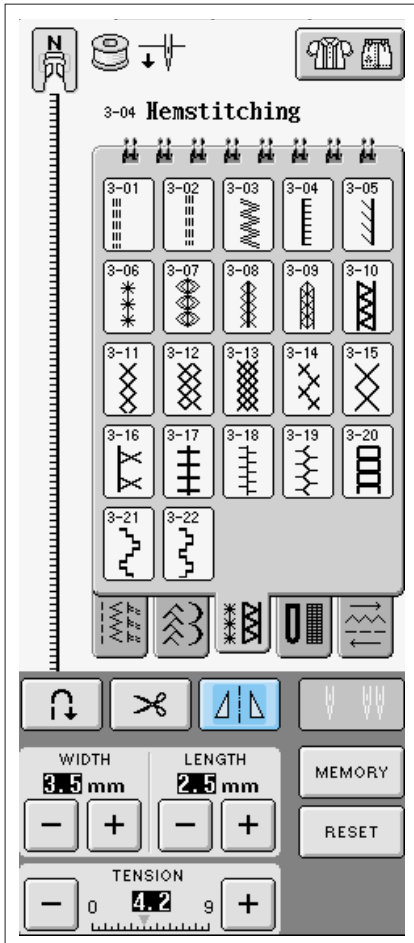 N
3-04 Hemstitching
3-01 3-02 3-03 3-04 3-05
3-06 3-07 3-08 3-09 3-10
3-11 3-12 3-13 3-14 3-15
3-16 3-17 3-18 3-19 3-20
3-21 3-22
WIDTH LENGTH
3.5 mm 2.5 mm
MEMORY
− + − +
RESET
TENSION
− 0 4.2 9 +